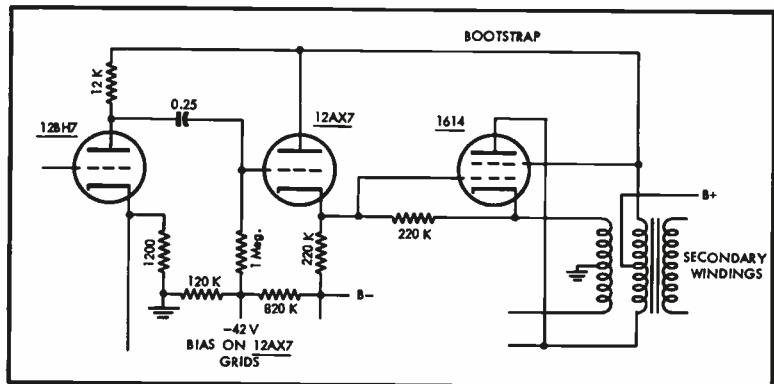 BOOTSTRAP
12 K
0.25
12BH7
12AX7
1614
B+
220 K
1200
1 Meg.
220 K
SECONDARY
WINDINGS
120 K
820 K
B–
–42 V
BIAS ON 12AX7
GRIDS